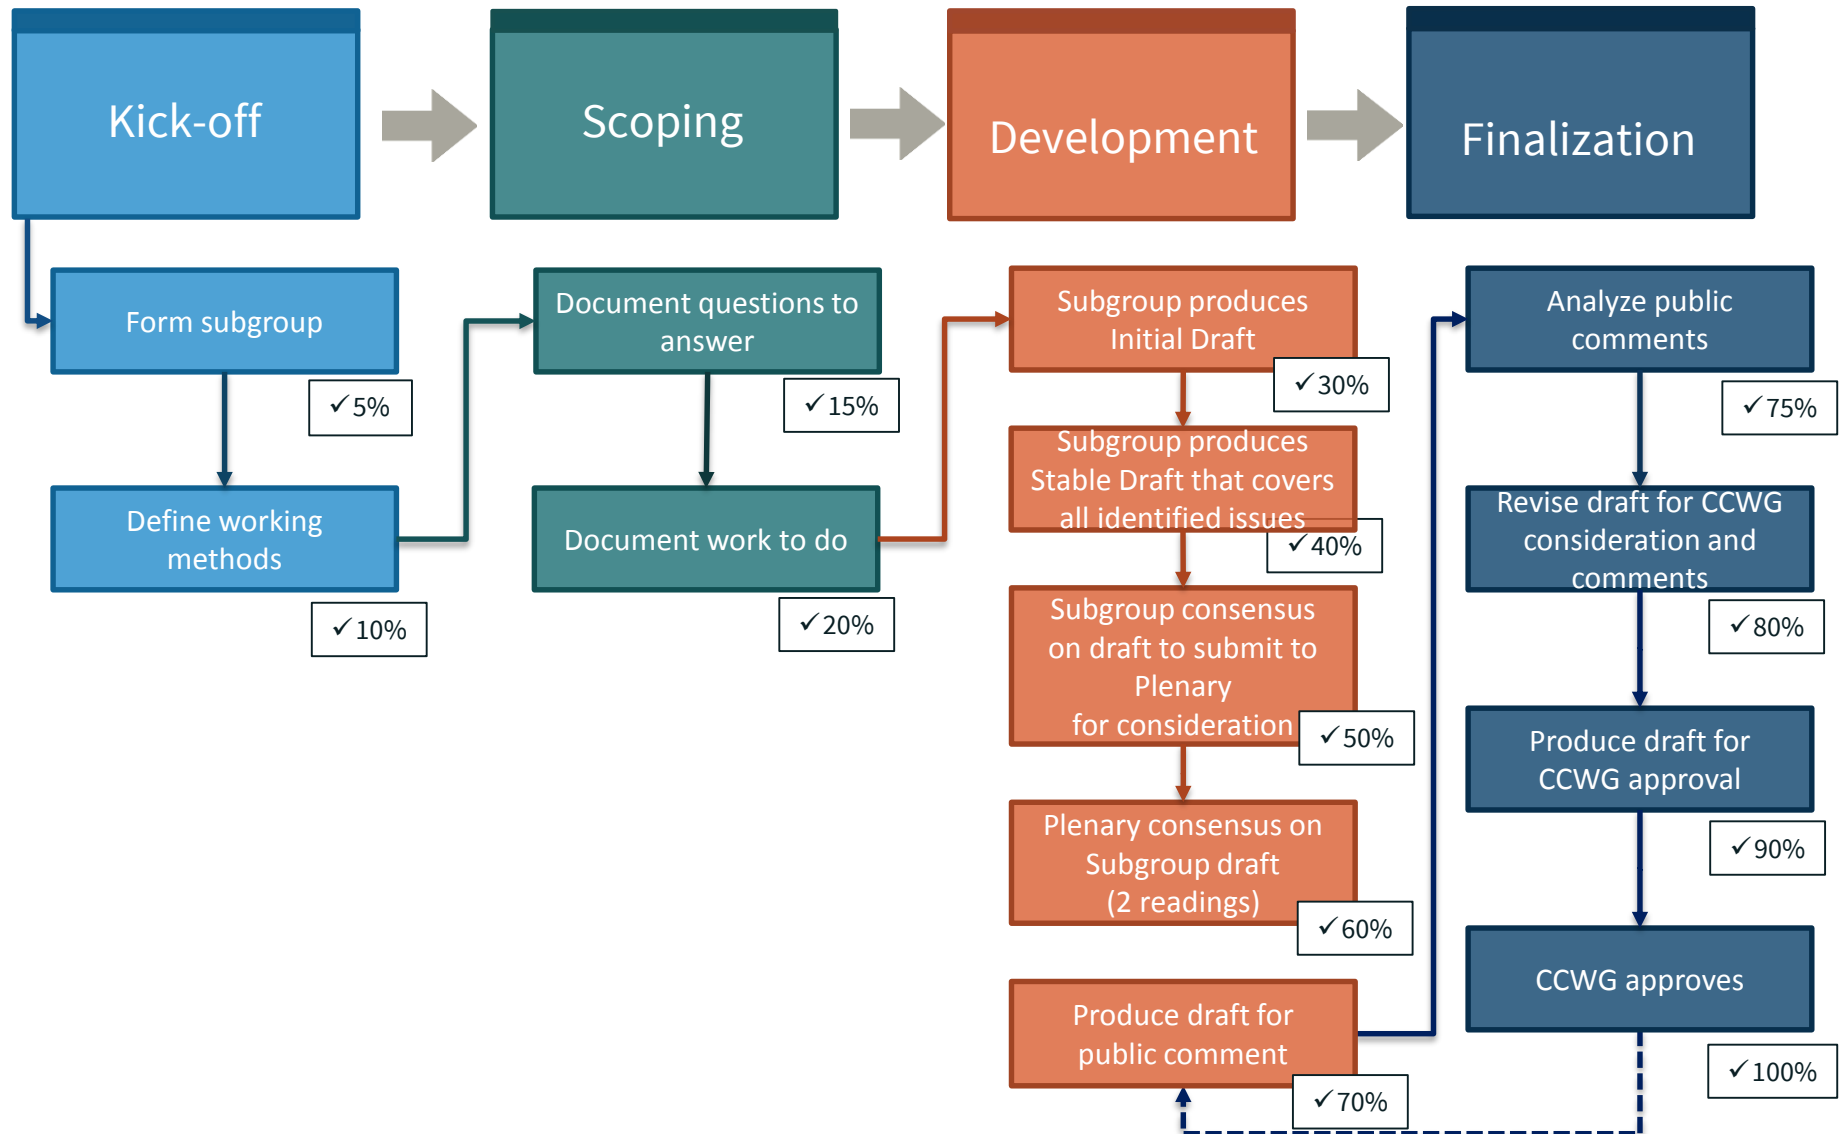 Kick-off
Scoping
Development
Finalization
Form subgroup
✓5%
Define working
methods
✓10%
Document questions to
answer
✓15%
Document work to do
✓20%
Subgroup produces
Initial Draft
✓30%
Subgroup produces
Stable Draft that covers
all identified issues
✓40%
Subgroup consensus
on draft to submit to
Plenary
for consideration
✓50%
Plenary consensus on
Subgroup draft
(2 readings)
✓60%
Produce draft for
public comment
✓70%
Analyze public
comments
✓75%
Revise draft for CCWG
consideration and
comments
✓80%
Produce draft for
CCWG approval
✓90%
CCWG approves
✓100%